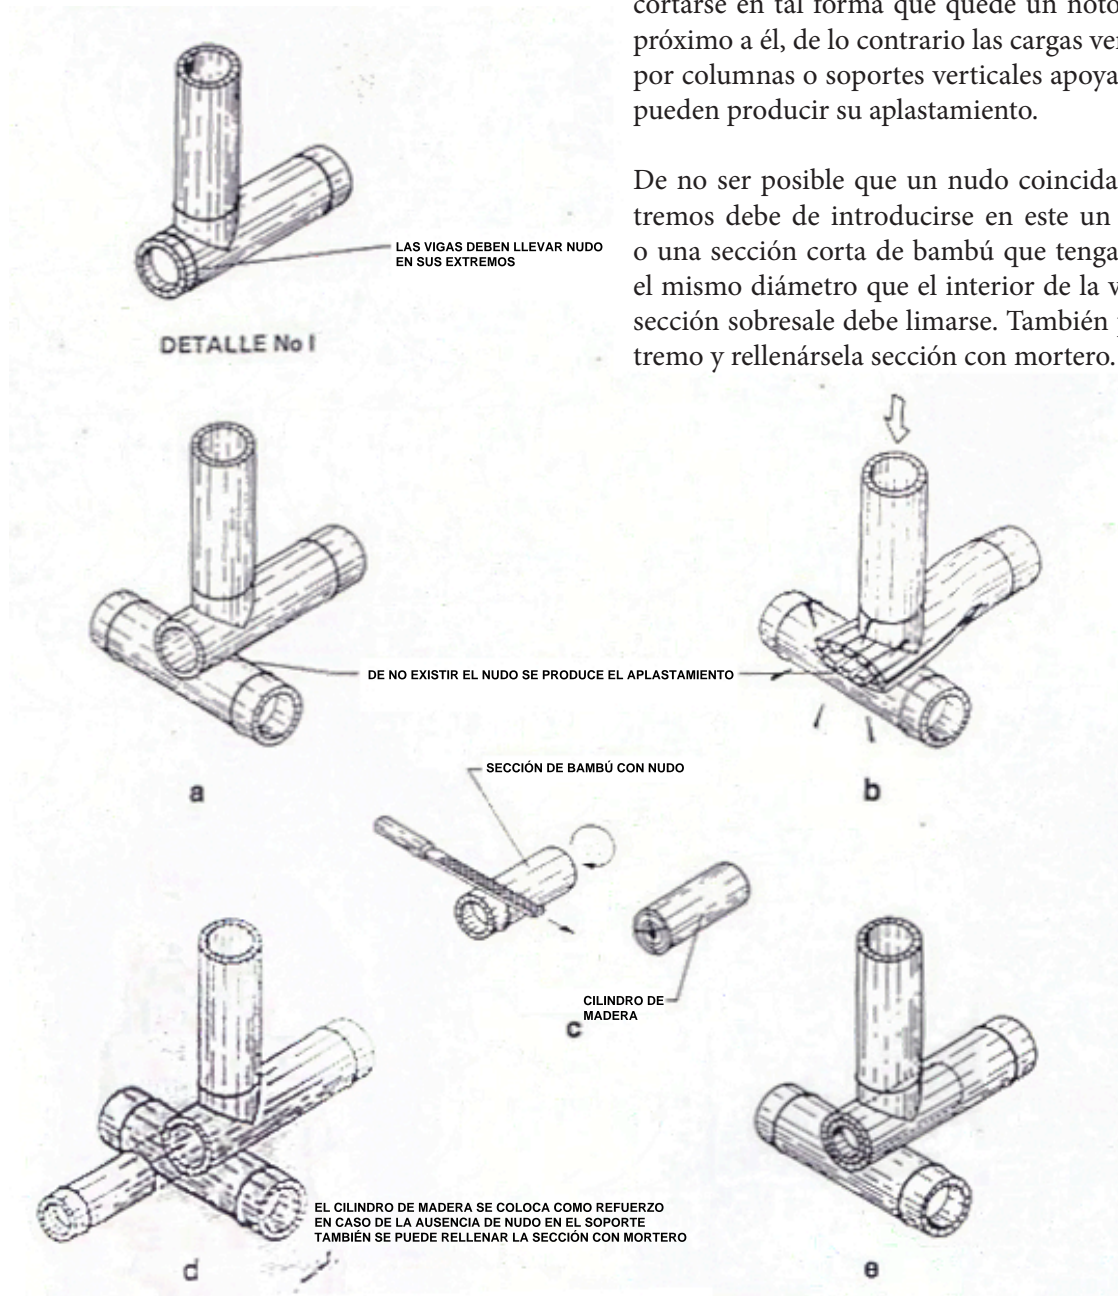 cortarse en tal forma que quede un
próximo a él, de lo contrario las cargas
por columnas o soportes verticales
pueden producir su aplastamiento.
De no ser posible que un nudo coincida
tremos debe de introducirse en este un
o una sección corta de bambú que tenga
el mismo diámetro que el interior de la
sección sobresale debe limarse. También
tremo y rellenársela sección con mortero.
LAS VIGAS DEBEN LLEVAR NUDO
EN SUS EXTREMOS
DETALLE No I
DE NO EXISTIR EL NUDO SE PRODUCE EL APLASTAMIENTO
a
b
SECCIÓN DE BAMBÚ CON NUDO
CILINDRO DE
MADERA
c
EL CILINDRO DE MADERA SE COLOCA COMO REFUERZO
EN CASO DE LA AUSENCIA DE NUDO EN EL SOPORTE
TAMBIÉN SE PUEDE RELLENAR LA SECCIÓN CON MORTERO
d
e